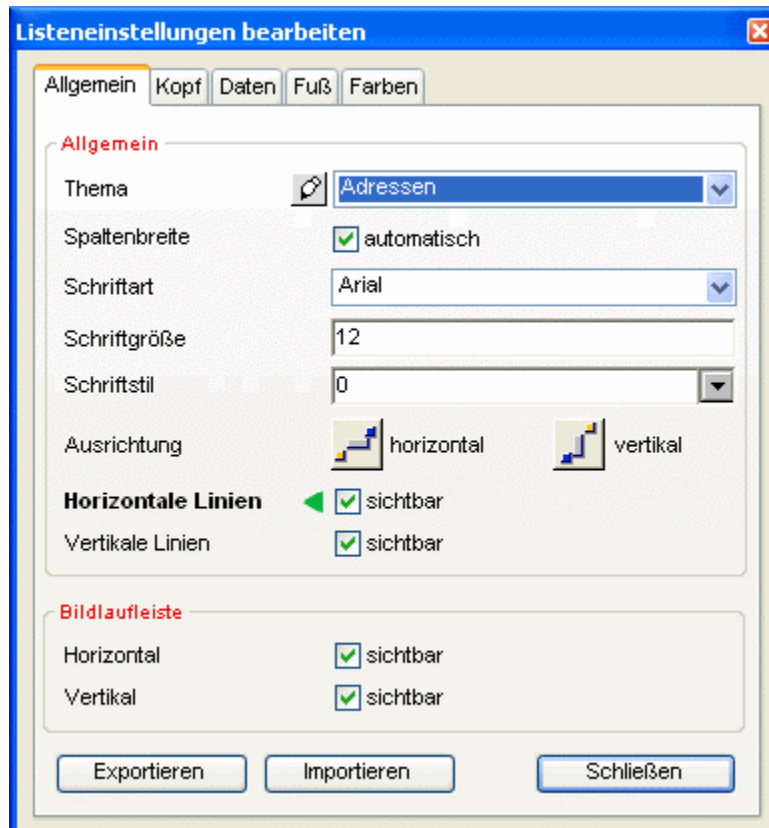 Listeneinstellungen bearbeiten
Allgemein Kopf Daten Fuß Farben
Allgemein
Thema Adressen
Spaltenbreite automatisch
Schriftart Arial
Schriftgröße 12
Schriftstil 0
Ausrichtung horizontal vertikal
Horizontale Linien sichtbar
Vertikale Linien sichtbar
Bildlaufleiste
Horizontal sichtbar
Vertikal sichtbar
Exportieren Importieren Schließen